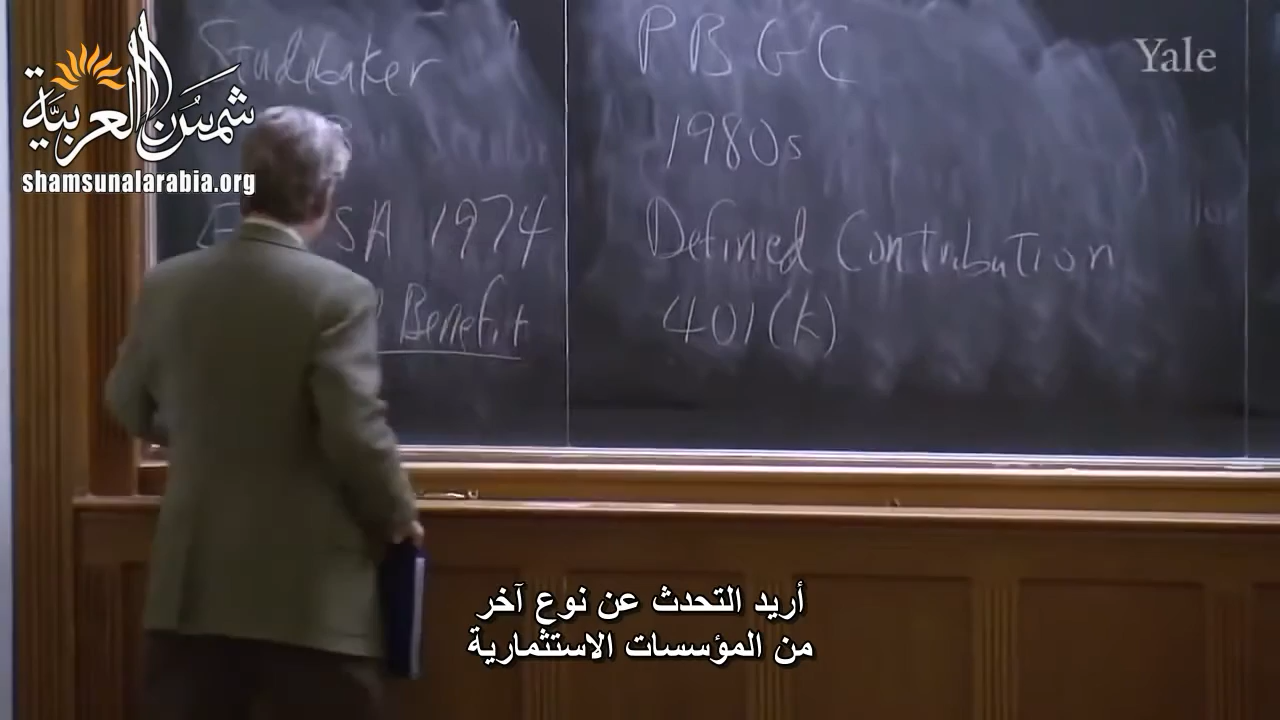 شمسُ العربيَّة
shamsunalarabia.org
Yale
Studebaker
SA 1974
Benefit
PBGC
1980s
Defined Contribution
401(k)
أريد التحدث عن نوع آخر
من المؤسسات الاستثمارية